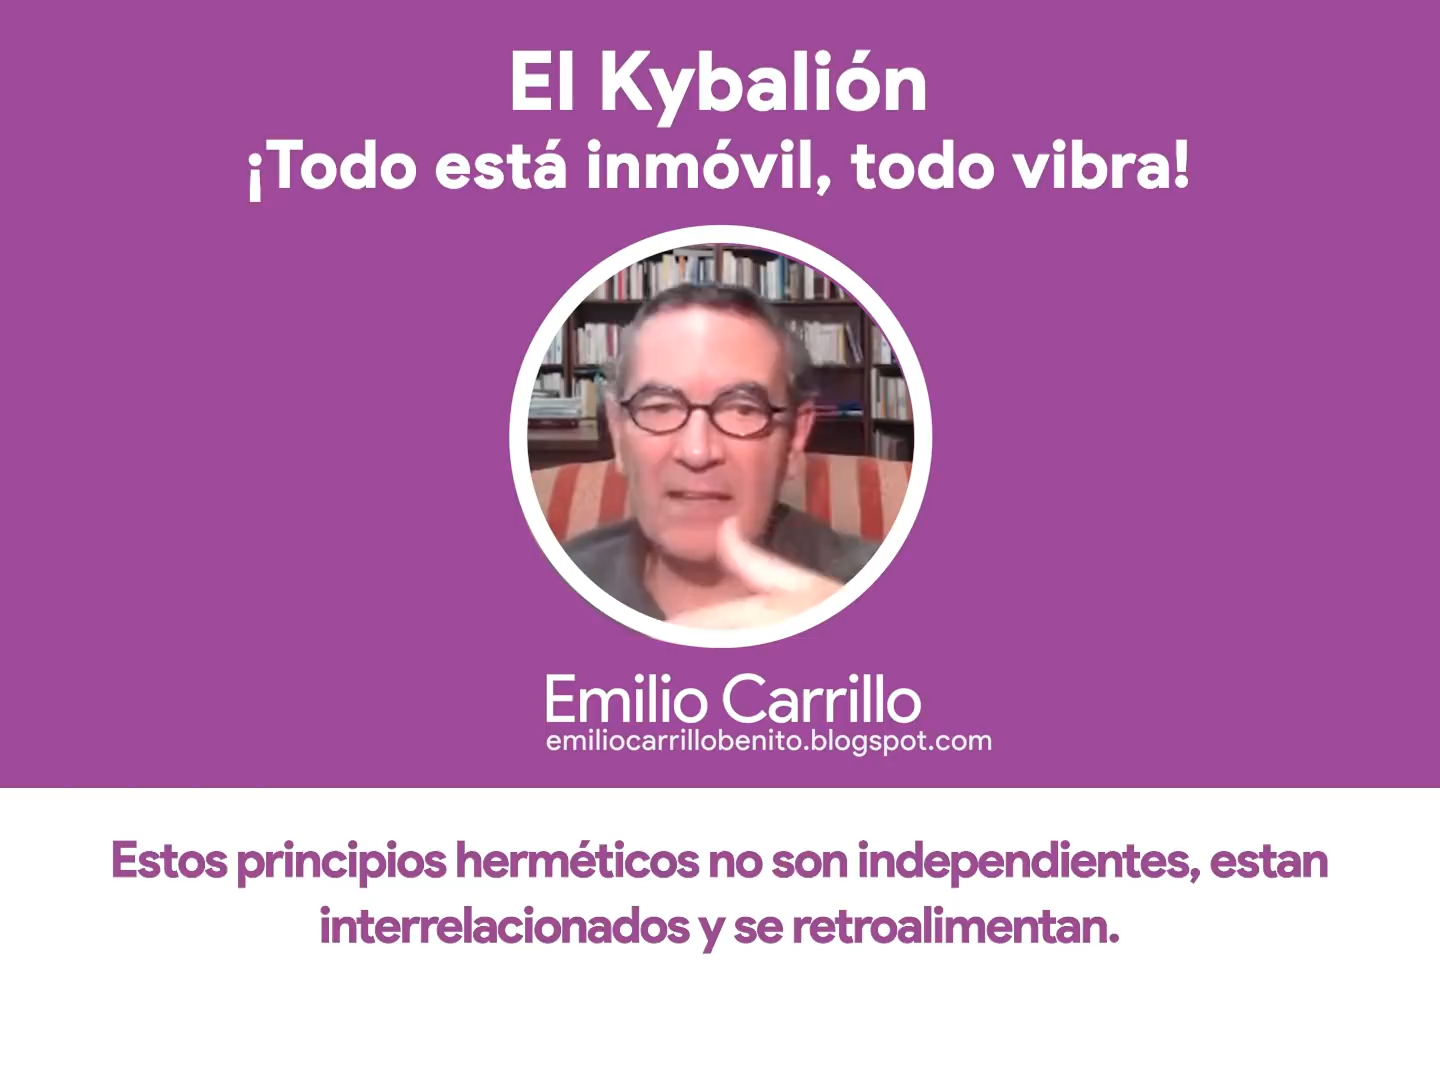 El Kybalión
¡Todo está inmóvil, todo vibra!
Emilio Carrillo
emiliocarrillobenito.blogspot.com
Estos principios herméticos no son independientes, estan
interrelacionados y se retroalimentan.